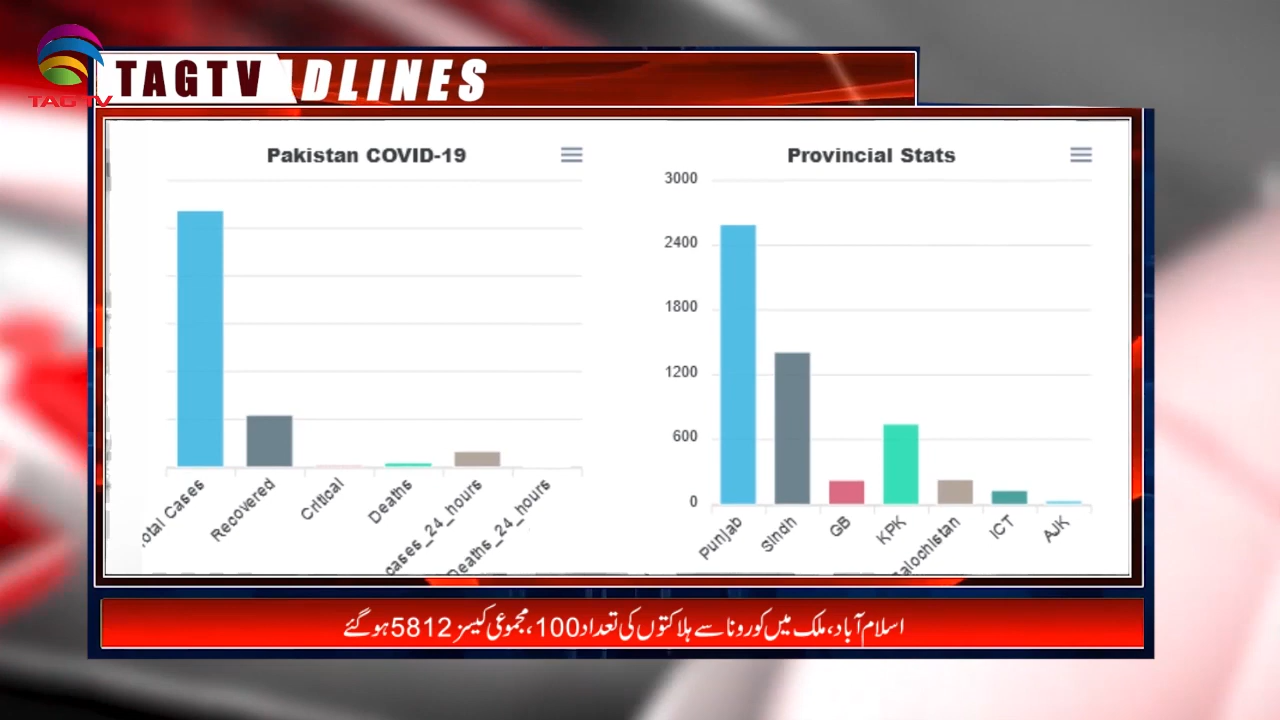 TAG TV
TAGTV
DLINES
Pakistan COVID-19
otal Cases
Recovered
Critical
Deaths
cases_24_hours
Deaths_24_hours
Provincial Stats
3000
2400
1800
1200
600
0
Punjab
Sindh
GB
KPK
alochistan
ICT
AJK
اسلام آباد، ملک میں کورونا سے ہلاکتوں کی تعداد 100، مجموعی کیسز 5812 ہو گئے